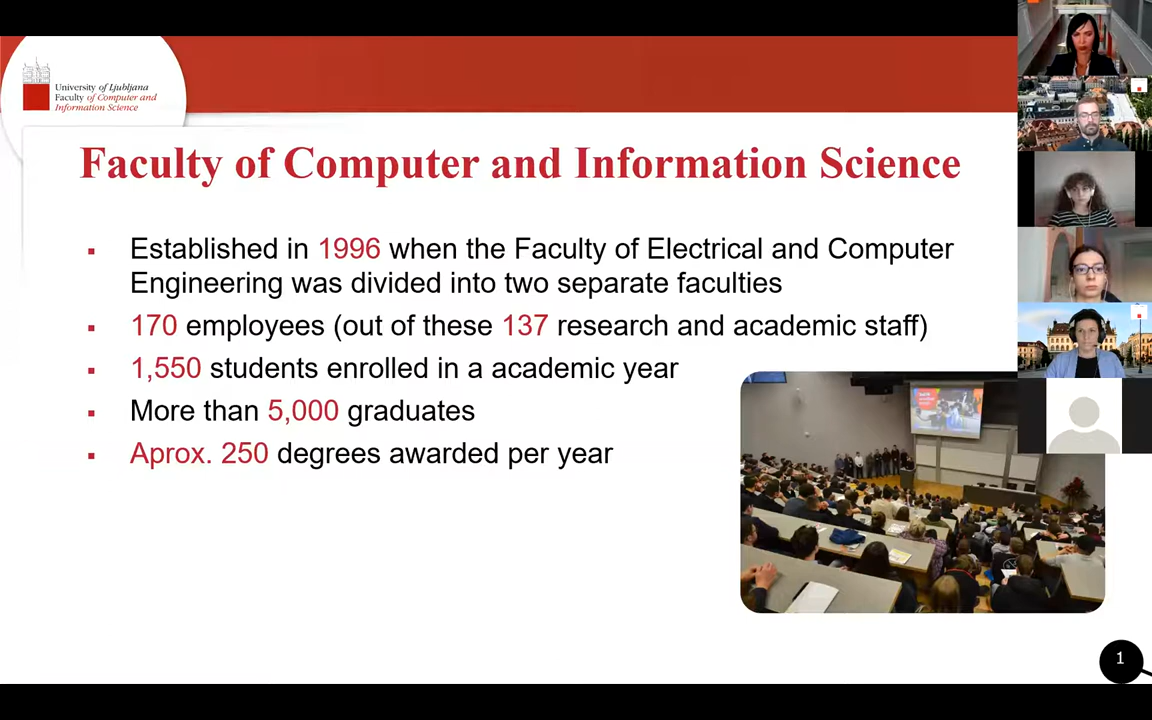 University of Ljubljana
Faculty of Computer and
Information Science
Faculty of Computer and Information Science
Established in 1996 when the Faculty of Electrical and Computer
Engineering was divided into two separate faculties
170 employees (out of these 137 research and academic staff)
1,550 students enrolled in a academic year
More than 5,000 graduates
Aprox. 250 degrees awarded per year
1